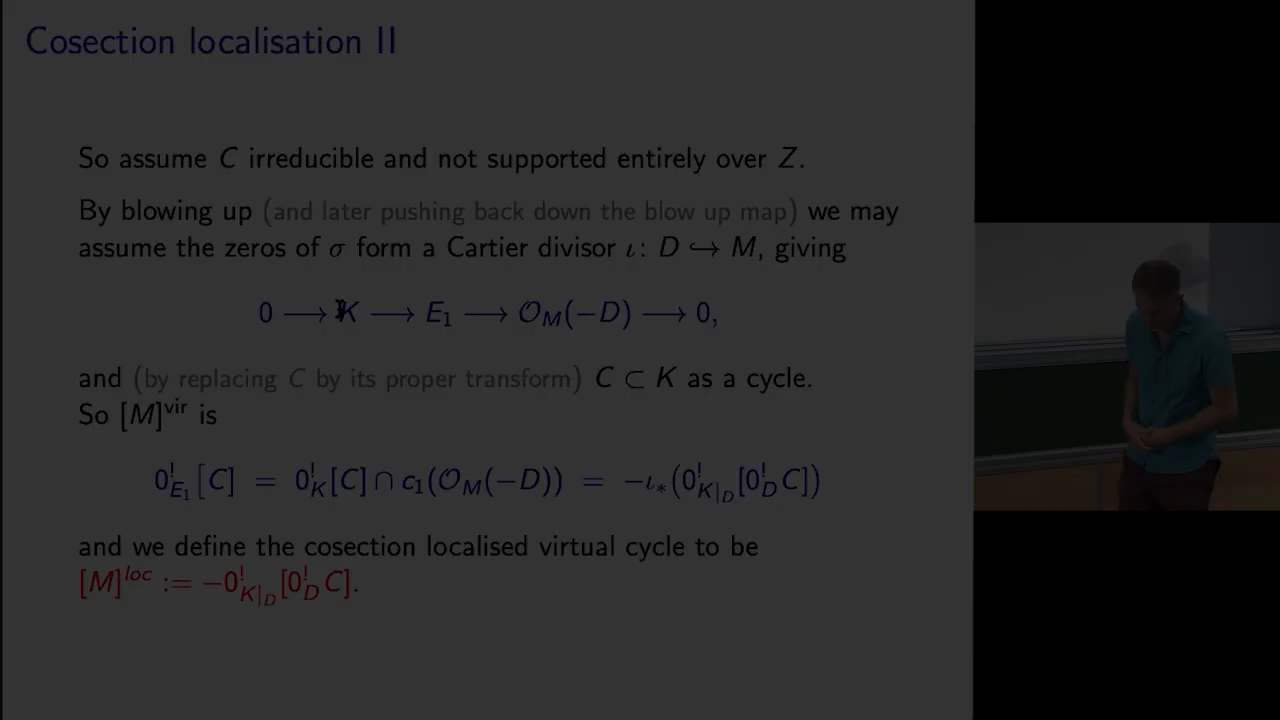 Cosection localisation II
So assume C irreducible and not supported entirely over Z.
By blowing up (and later pushing back down the blow up map) we may
assume the zeros of σ form a Cartier divisor ι: D ↪ M, giving
0 ⟶ K ⟶ E₁ ⟶ 𝒪_M(−D) ⟶ 0,
and (by replacing C by its proper transform) C ⊂ K as a cycle.
So [M]^vir is
0^!_{E₁}[C] = 0^!_K[C] ∩ c₁(𝒪_M(−D)) = −ι_*(0^!_{K|_D}[0^!_D C])
and we define the cosection localised virtual cycle to be
[M]^loc := −0^!_{K|_D}[0^!_D C].